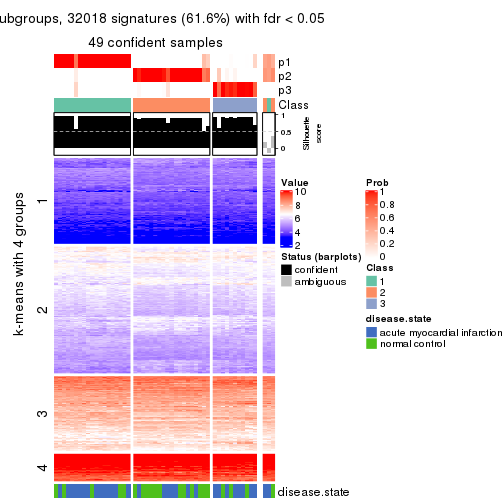 ubgroups, 32018 signatures (61.6%) with fdr < 0.05
49 confident samples
p1
p2
p3
Class
1
0.5
0
Silhouette
score
k-means with 4 groups
1
2
3
4
disease.state
Value
10
8
6
4
2
Status (barplots)
confident
ambiguous
Prob
1
0.8
0.6
0.4
0.2
0
Class
1
2
3
disease.state
acute myocardial infarction
normal control